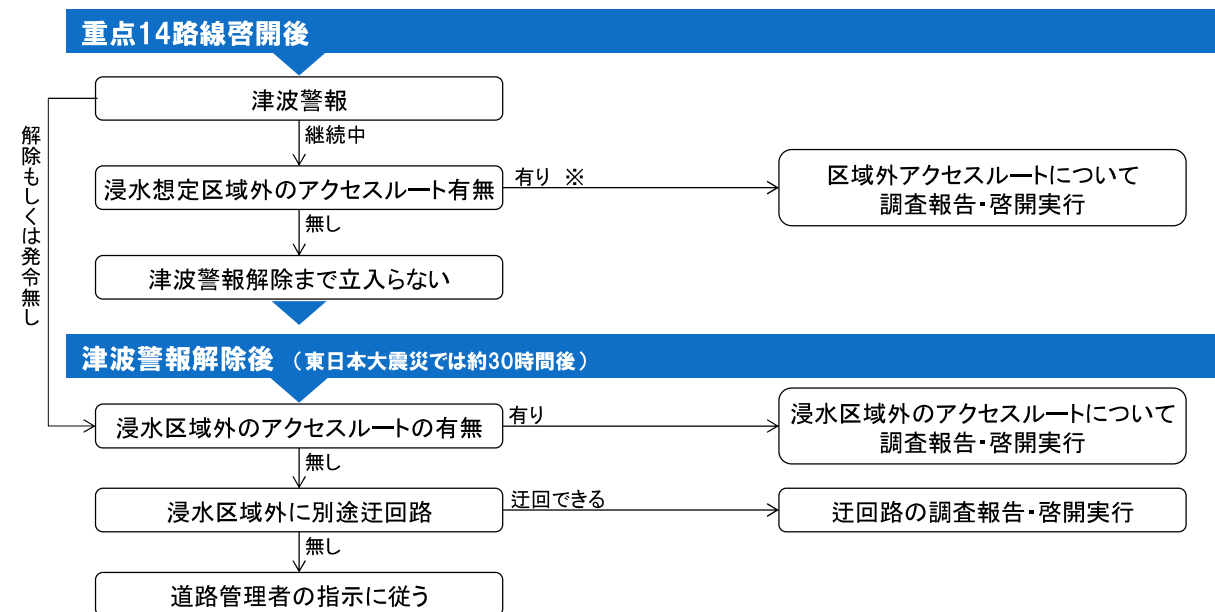 重点14路線啓開後
津波警報
継続中
浸水想定区域外のアクセスルート有無
有り ※
区域外アクセスルートについて
調査報告・啓開実行
無し
津波警報解除まで立入らない
解除もしくは発令無し
津波警報解除後 （東日本大震災では約30時間後）
浸水区域外のアクセスルートの有無
有り
浸水区域外のアクセスルートについて
調査報告・啓開実行
無し
浸水区域外に別途迂回路
迂回できる
迂回路の調査報告・啓開実行
無し
道路管理者の指示に従う